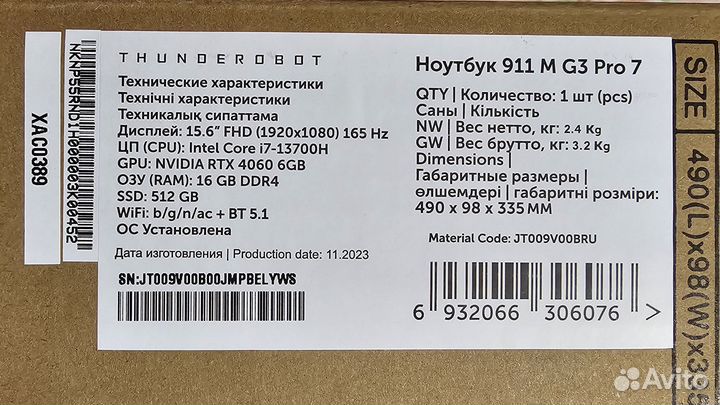 THUNDEROBOT
Технические характеристики
Технічні характеристики
Техникалық сипаттама
Дисплей: 15.6" FHD (1920x1080) 165 Hz
ЦП (CPU): Intel Core i7-13700H
GPU: NVIDIA RTX 4060 6GB
ОЗУ (RAM): 16 GB DDR4
SSD: 512 GB
WiFi: b/g/n/ac + BT 5.1
ОС Установлена
Дата изготовления | Production date: 11.2023
SN:JT009V00B00JMPBELYWS
Ноутбук 911 M G3 Pro 7
QTY | Количество: 1 шт (pcs)
Саны | Кількість
NW | Вес нетто, кг: 2.4 Kg
GW | Вес брутто, кг: 3.2 Kg
Dimensions |
Габаритные размеры |
өлшемдері | габаритні розміри:
490 x 98 x 335 MM
Material Code: JT009V00BRU
6 932066 306076 >
XAC0389
NKNP55RND1H000003K00452
SIZE
490(L)x98(W)x335
Avito